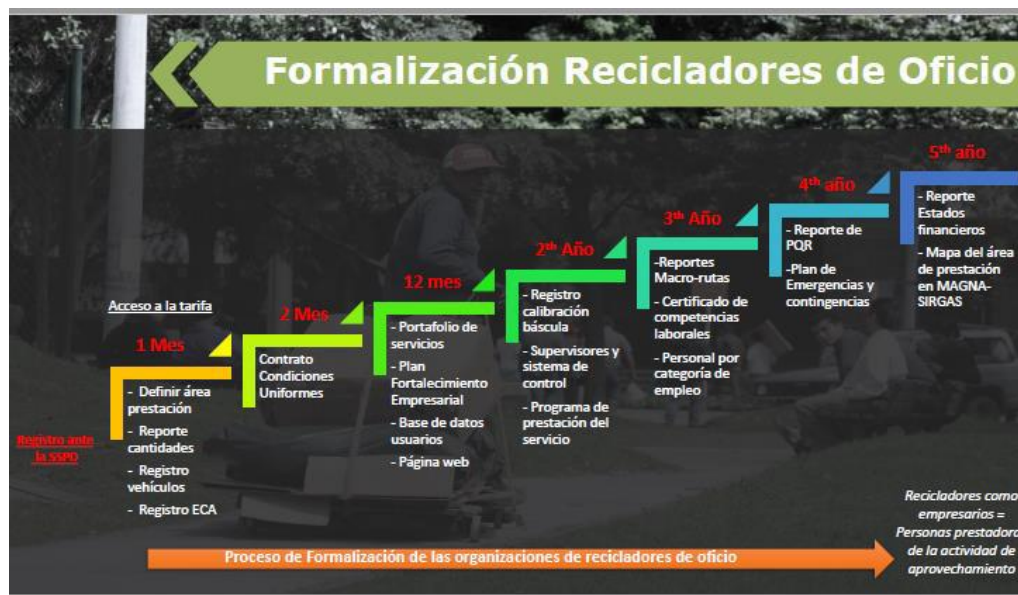 Formalización Recicladores de Oficio
Registro ante
la SSPD
Acceso a la tarifa
1 Mes
- Definir área
prestación
- Reporte
cantidades
- Registro
vehículos
- Registro ECA
2 Mes
Contrato
Condiciones
Uniformes
12 mes
- Portafolio de
servicios
- Plan
Fortalecimiento
Empresarial
- Base de datos
usuarios
- Página web
2th Año
- Registro
calibración
báscula
- Supervisores y
sistema de
control
- Programa de
prestación del
servicio
3th Año
-Reportes
Macro-rutas
- Certificado de
competencias
laborales
- Personal por
categoría de
empleo
4th año
- Reporte de
PQR
-Plan de
Emergencias y
contingencias
5th año
- Reporte
Estados
financieros
- Mapa del área
de prestación
en MAGNA-
SIRGAS
Recicladores como
empresarios =
Personas prestadora
de la actividad de
aprovechamiento
Proceso de Formalización de las organizaciones de recicladores de oficio